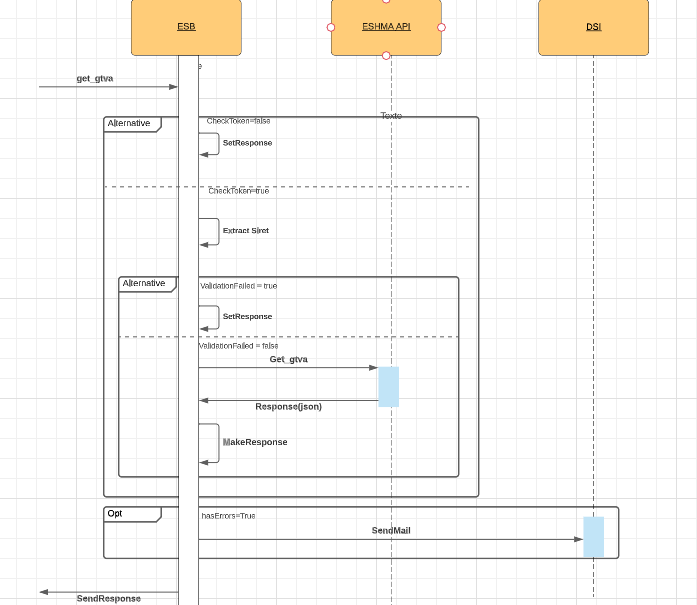 ESB
ESHMA API
DSI
e
get_gtva
Texte
Alternative
CheckToken=false
SetResponse
CheckToken=true
Extract Siret
Alternative
ValidationFailed = true
SetResponse
ValidationFailed = false
Get_gtva
Response(json)
MakeResponse
Opt
hasErrors=True
SendMail
SendResponse